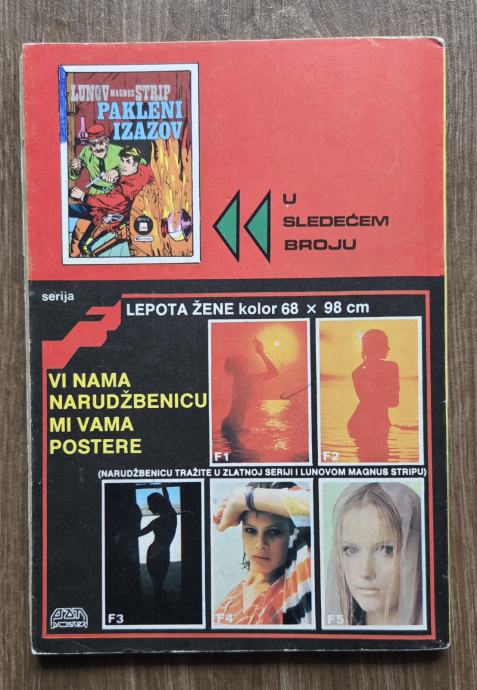 LUNOV MAGNUS STRIP
PAKLENI
IZAZOV
U
SLEDEĆEM
BROJU
serija
LEPOTA ŽENE kolor 68 × 98 cm
VI NAMA
NARUDŽBENICU
MI VAMA
POSTERE
F1
F2
(NARUDŽBENICU TRAŽITE U ZLATNOJ SERIJI I LUNOVOM MAGNUS STRIPU)
F3
F4
F5